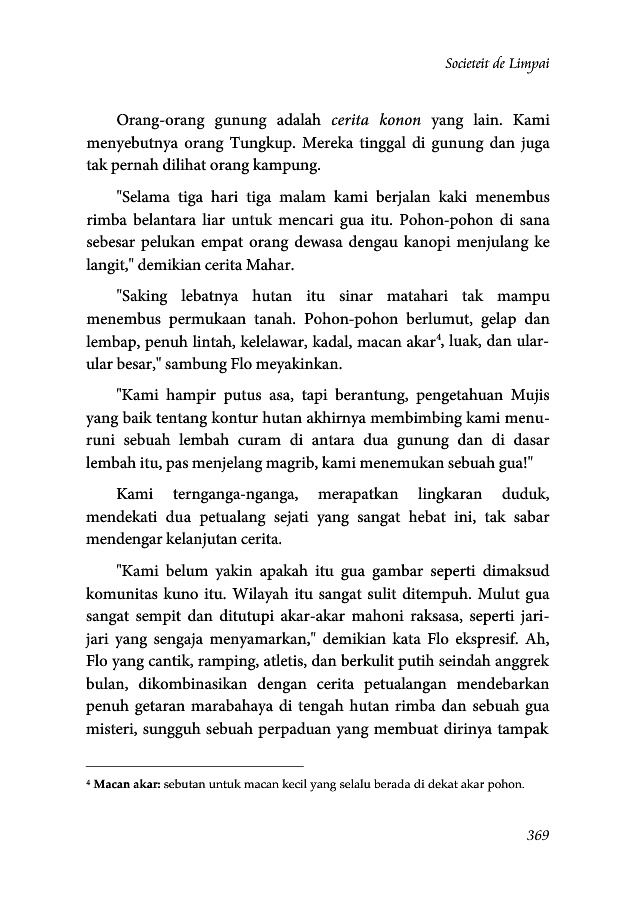 Societeit de Limpai
Orang-orang gunung adalah cerita konon yang lain. Kami
menyebutnya orang Tungkup. Mereka tinggal di gunung dan juga
tak pernah dilihat orang kampung.
"Selama tiga hari tiga malam kami berjalan kaki menembus
rimba belantara liar untuk mencari gua itu. Pohon-pohon di sana
sebesar pelukan empat orang dewasa dengau kanopi menjulang ke
langit," demikian cerita Mahar.
"Saking lebatnya hutan itu sinar matahari tak mampu
menembus permukaan tanah. Pohon-pohon berlumut, gelap dan
lembap, penuh lintah, kelelawar, kadal, macan akar⁴, luak, dan ular-
ular besar," sambung Flo meyakinkan.
"Kami hampir putus asa, tapi berantung, pengetahuan Mujis
yang baik tentang kontur hutan akhirnya membimbing kami menu-
runi sebuah lembah curam di antara dua gunung dan di dasar
lembah itu, pas menjelang magrib, kami menemukan sebuah gua!"
Kami ternganga-nganga, merapatkan lingkaran duduk,
mendekati dua petualang sejati yang sangat hebat ini, tak sabar
mendengar kelanjutan cerita.
"Kami belum yakin apakah itu gua gambar seperti dimaksud
komunitas kuno itu. Wilayah itu sangat sulit ditempuh. Mulut gua
sangat sempit dan ditutupi akar-akar mahoni raksasa, seperti jari-
jari yang sengaja menyamarkan," demikian kata Flo ekspresif. Ah,
Flo yang cantik, ramping, atletis, dan berkulit putih seindah anggrek
bulan, dikombinasikan dengan cerita petualangan mendebarkan
penuh getaran marabahaya di tengah hutan rimba dan sebuah gua
misteri, sungguh sebuah perpaduan yang membuat dirinya tampak
⁴ Macan akar: sebutan untuk macan kecil yang selalu berada di dekat akar pohon.
369